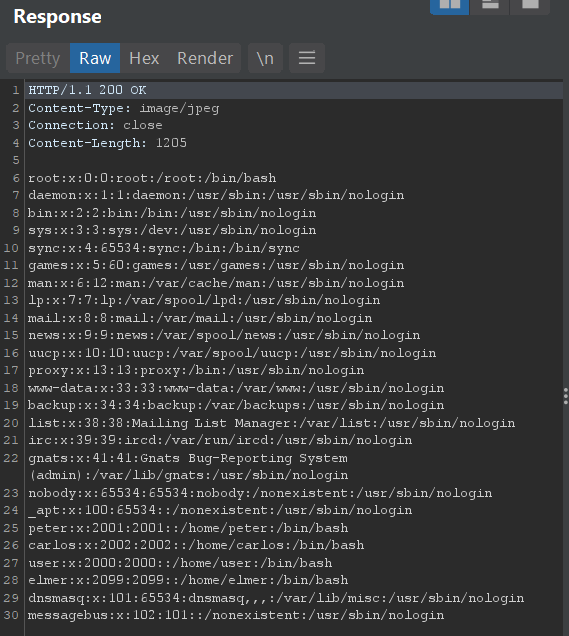 Response
Pretty Raw Hex Render \n
1 HTTP/1.1 200 OK
2 Content-Type: image/jpeg
3 Connection: close
4 Content-Length: 1205
5
6 root:x:0:0:root:/root:/bin/bash
7 daemon:x:1:1:daemon:/usr/sbin:/usr/sbin/nologin
8 bin:x:2:2:bin:/bin:/usr/sbin/nologin
9 sys:x:3:3:sys:/dev:/usr/sbin/nologin
10 sync:x:4:65534:sync:/bin:/bin/sync
11 games:x:5:60:games:/usr/games:/usr/sbin/nologin
12 man:x:6:12:man:/var/cache/man:/usr/sbin/nologin
13 lp:x:7:7:lp:/var/spool/lpd:/usr/sbin/nologin
14 mail:x:8:8:mail:/var/mail:/usr/sbin/nologin
15 news:x:9:9:news:/var/spool/news:/usr/sbin/nologin
16 uucp:x:10:10:uucp:/var/spool/uucp:/usr/sbin/nologin
17 proxy:x:13:13:proxy:/bin:/usr/sbin/nologin
18 www-data:x:33:33:www-data:/var/www:/usr/sbin/nologin
19 backup:x:34:34:backup:/var/backups:/usr/sbin/nologin
20 list:x:38:38:Mailing List Manager:/var/list:/usr/sbin/nologin
21 irc:x:39:39:ircd:/var/run/ircd:/usr/sbin/nologin
22 gnats:x:41:41:Gnats Bug-Reporting System
(admin):/var/lib/gnats:/usr/sbin/nologin
23 nobody:x:65534:65534:nobody:/nonexistent:/usr/sbin/nologin
24 _apt:x:100:65534::/nonexistent:/usr/sbin/nologin
25 peter:x:2001:2001::/home/peter:/bin/bash
26 carlos:x:2002:2002::/home/carlos:/bin/bash
27 user:x:2000:2000::/home/user:/bin/bash
28 elmer:x:2099:2099::/home/elmer:/bin/bash
29 dnsmasq:x:101:65534:dnsmasq,,,:/var/lib/misc:/usr/sbin/nologin
30 messagebus:x:102:101::/nonexistent:/usr/sbin/nologin